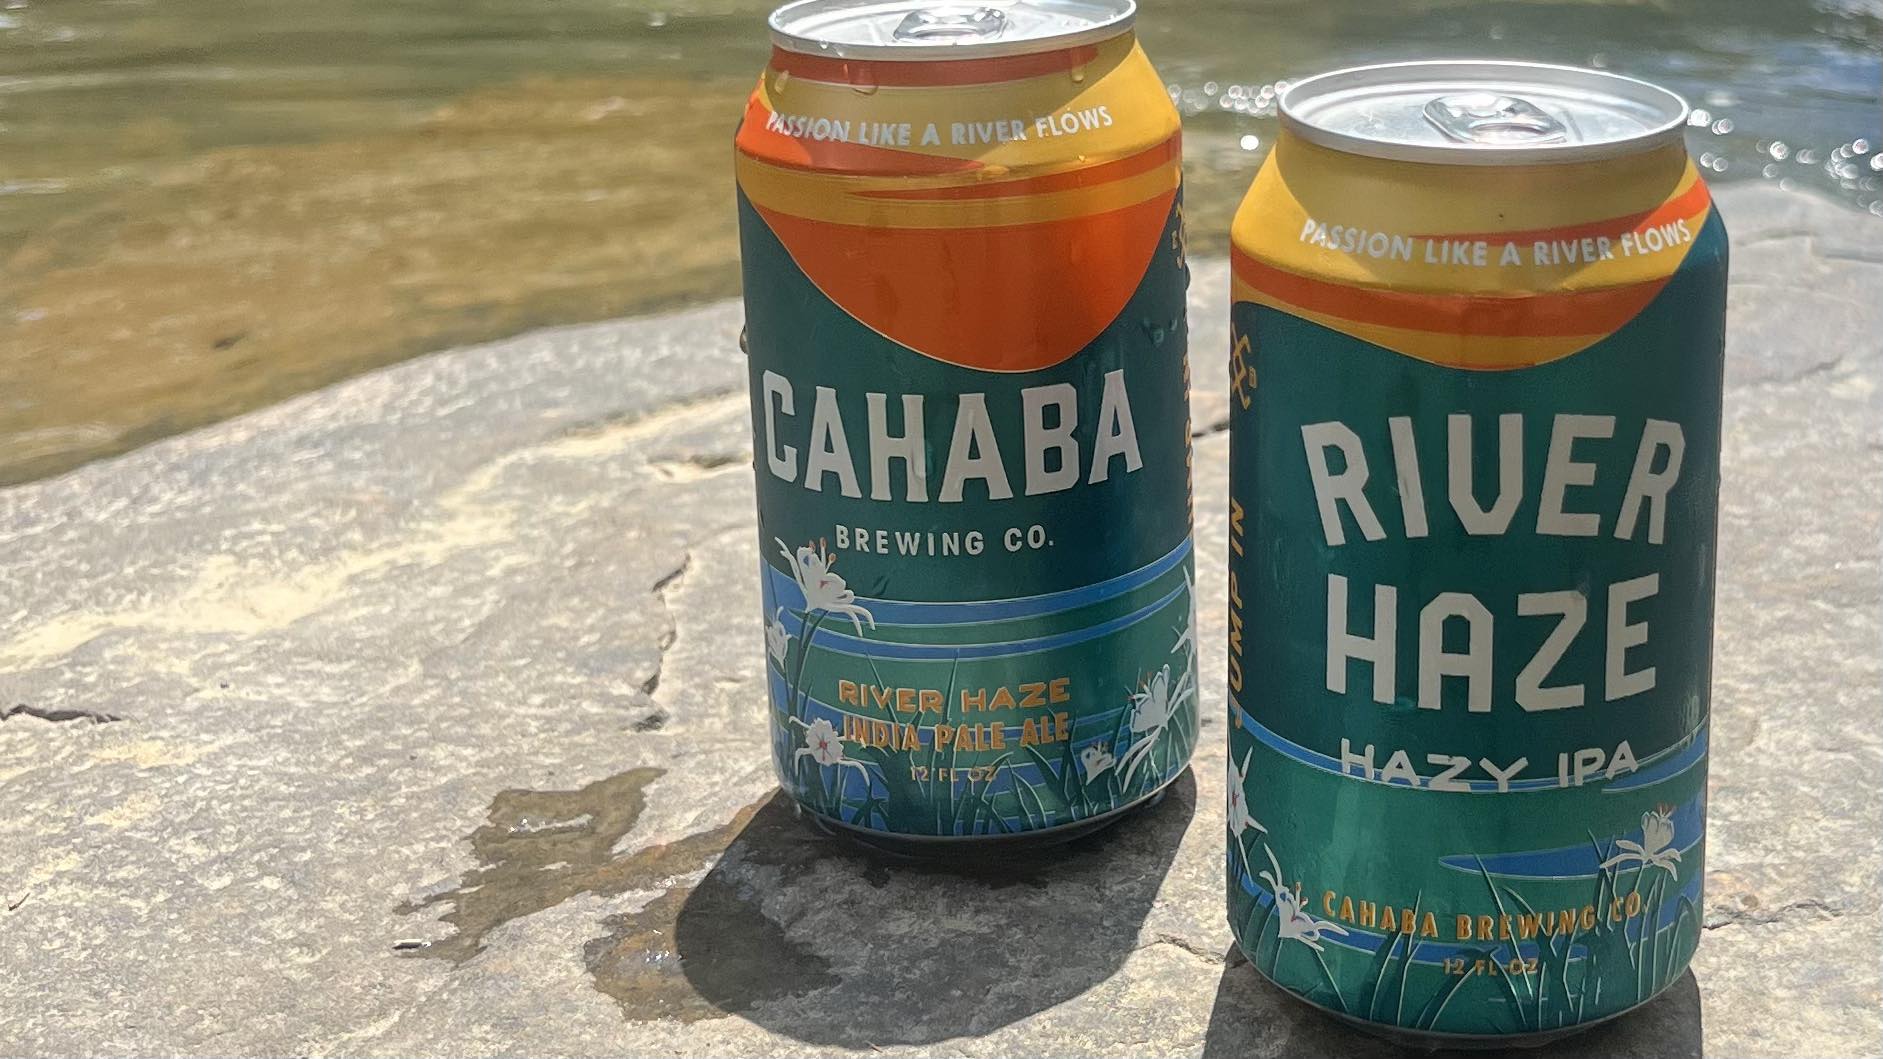 PASSION LIKE A RIVER FLOWS
CAHABA
BREWING CO.
RIVER HAZE
INDIA PALE ALE
12 FL OZ
PASSION LIKE A RIVER FLOWS
JUMP IN
RIVER
HAZE
HAZY IPA
CAHABA BREWING CO.
12 FL OZ